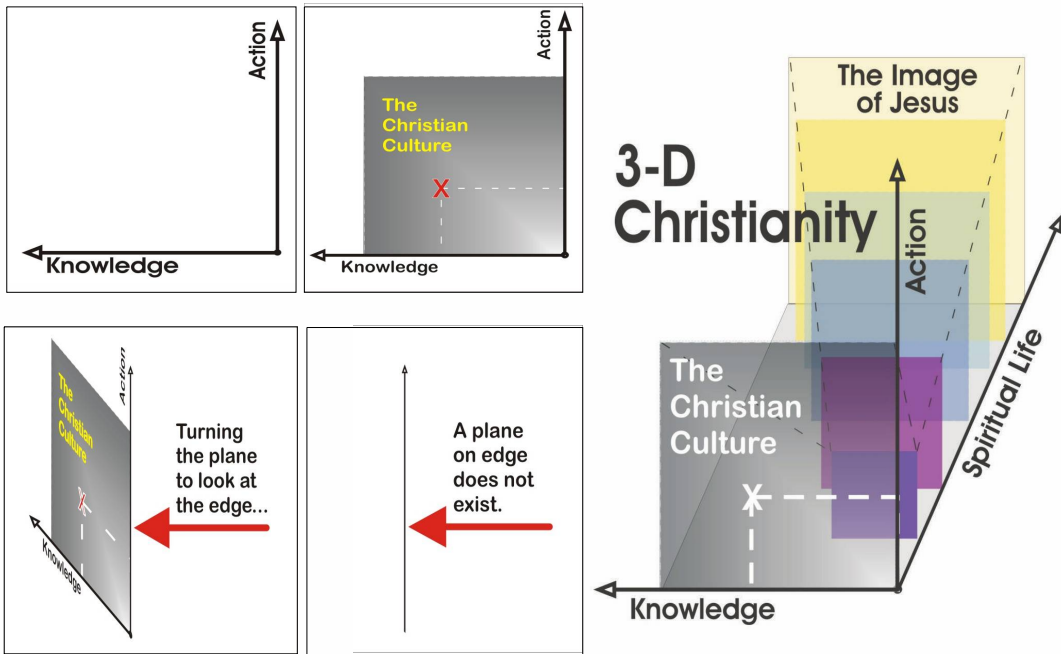 Action
Knowledge
Action
The
Christian
Culture
X
Knowledge
Action
The
Christian
Culture
X
Knowledge
Turning
the plane
to look at
the edge...
A plane
on edge
does not
exist.
The Image
of Jesus
3-D
Christianity
Action
Spiritual Life
The
Christian
Culture
X
Knowledge